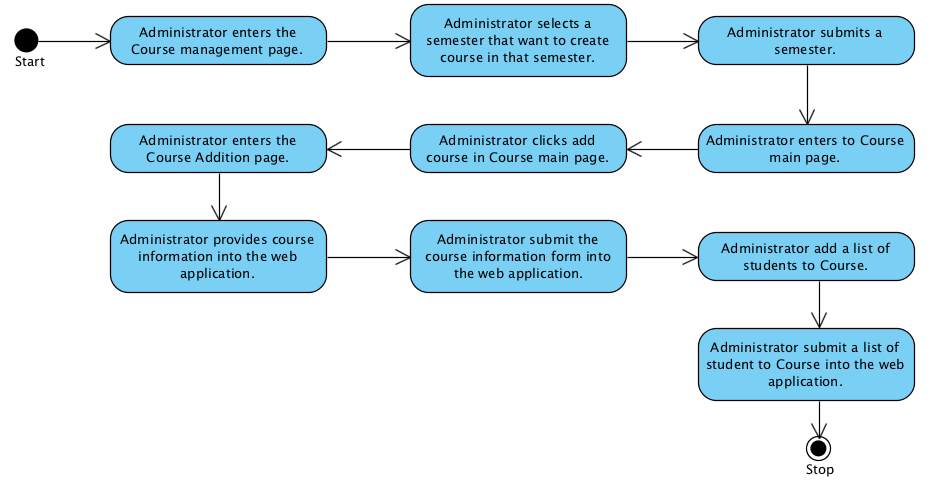 Administrator enters the
Course management page.
Administrator selects a
semester that want to create
course in that semester.
Administrator submits a
semester.
Start
Administrator enters to Course
main page.
Administrator clicks add
course in Course main page.
Administrator enters the
Course Addition page.
Administrator provides course
information into the web
application.
Administrator submit the
course information form into
the web application.
Administrator add a list of
students to Course.
Administrator submit a list of
student to Course into the web
application.
Stop